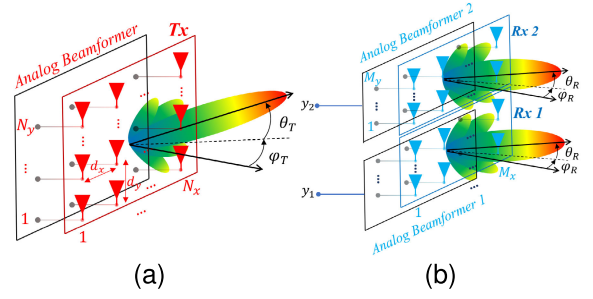 Analog Beamformer
Tx
N_y
d_x
d_y
θ_T
φ_T
N_x
1
1
(a)
Analog Beamformer 2
Rx 2
M_y
θ_R
φ_R
y_2
1
Rx 1
θ_R
φ_R
M_x
y_1
1
Analog Beamformer 1
(b)